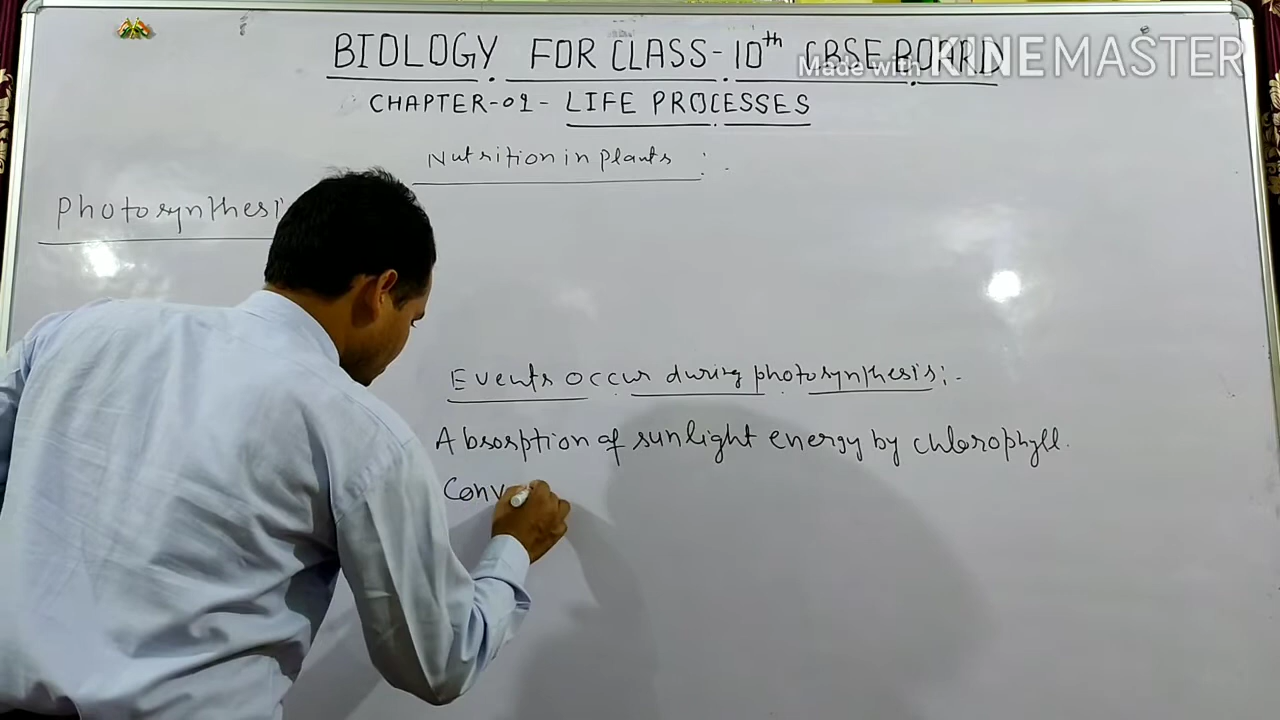 BIOLOGY FOR CLASS-10th CBSE BOARD
Made with KINEMASTER
CHAPTER-01- LIFE PROCESSES
Nutrition in plants :-
Photosynthesi
Events occur during photosynthesis:-
Absorption of sunlight energy by chlorophyll.
Conv